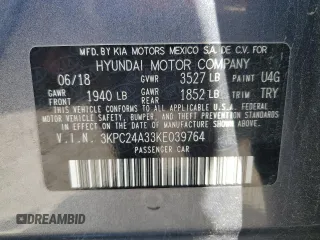 MFD. BY KIA MOTORS MEXICO S.A. DE C.V. FOR
HYUNDAI MOTOR COMPANY
06/18 GVWR 3527 LB PAINT U4G
GAWR FRONT 1940 LB GAWR REAR 1852 LB TRIM TRY
THIS VEHICLE CONFORMS TO ALL APPLICABLE
FEDERAL MOTOR VEHICLE SAFETY, BUMPER, AND
THEFT PREVENTION STANDARDS IN EFFECT ON
THE DATE OF MANUFACTURE SHOWN ABOVE.
V.I.N. 3KPC24A33KE039764
PASSENGER CAR
DREAMBID